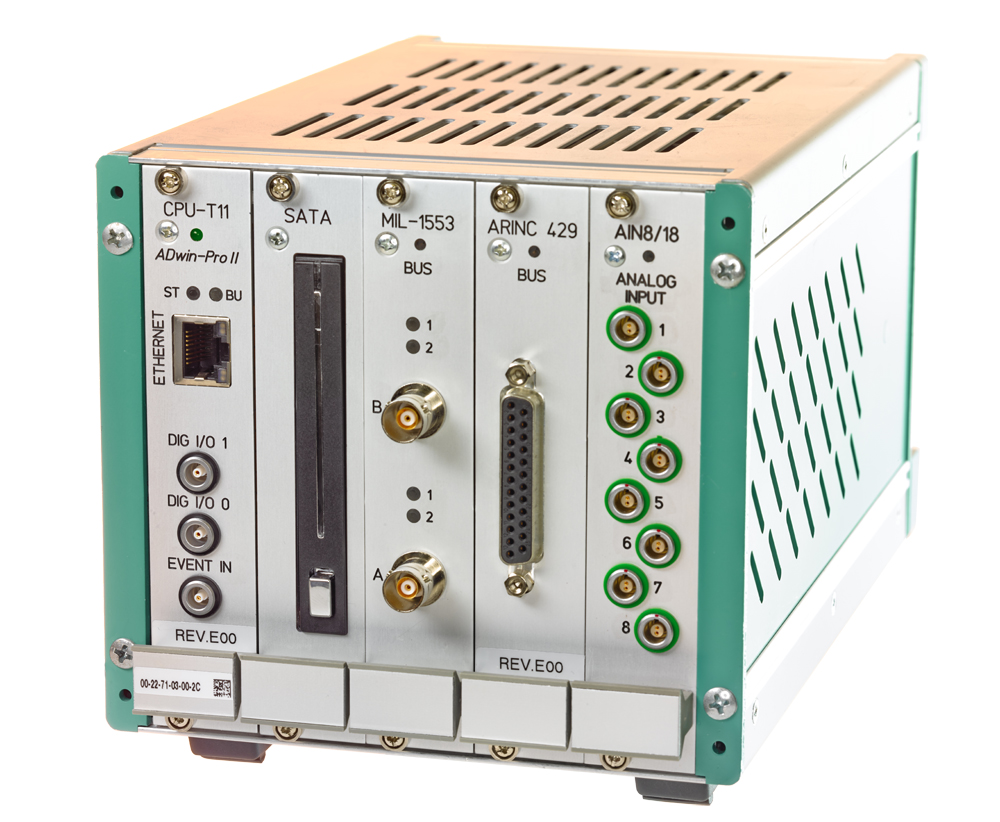 CPU-T11
ADwin-Pro II
ST
BU
ETHERNET
DIG I/O 1
DIG I/O 0
EVENT IN
REV.E00
00-22-71-03-00-2C
SATA
MIL-1553
BUS
1
2
B
1
2
A
ARINC 429
BUS
REV.E00
AIN8/18
ANALOG
INPUT
1
2
3
4
5
6
7
8